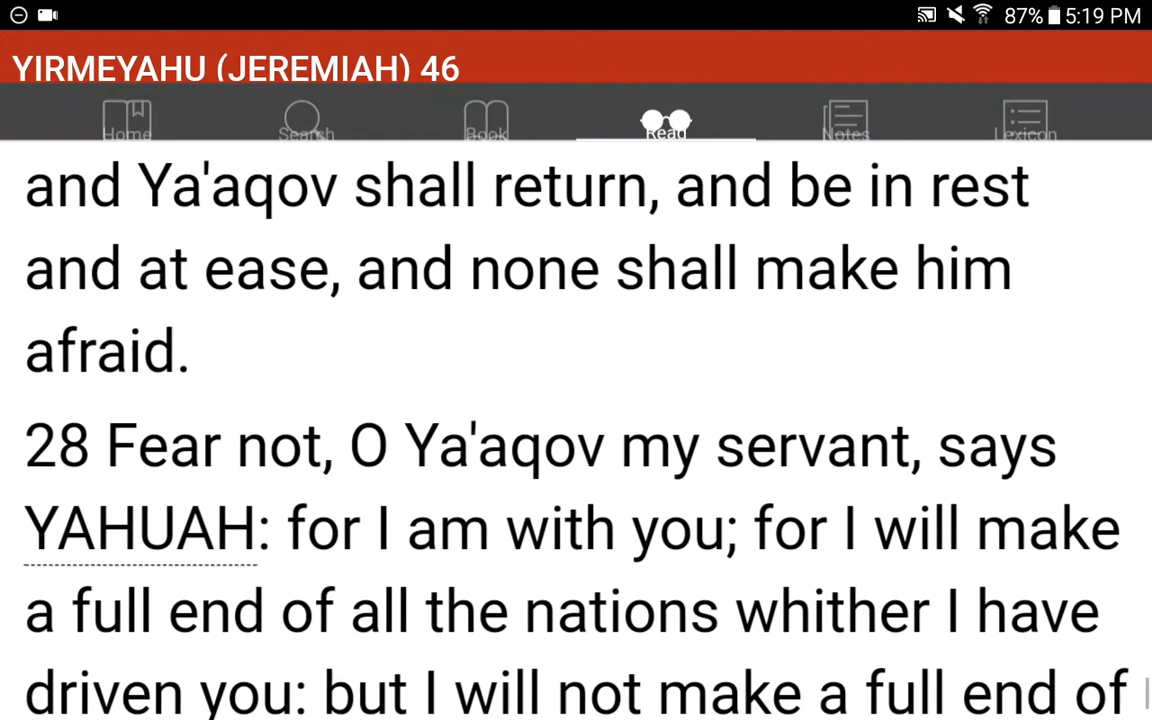 87% 5:19 PM
YIRMEYAHU (JEREMIAH) 46
Home Search Book Read Notes Lexicon
and Ya'aqov shall return, and be in rest
and at ease, and none shall make him
afraid.
28 Fear not, O Ya'aqov my servant, says
YAHUAH: for I am with you; for I will make
a full end of all the nations whither I have
driven you: but I will not make a full end of